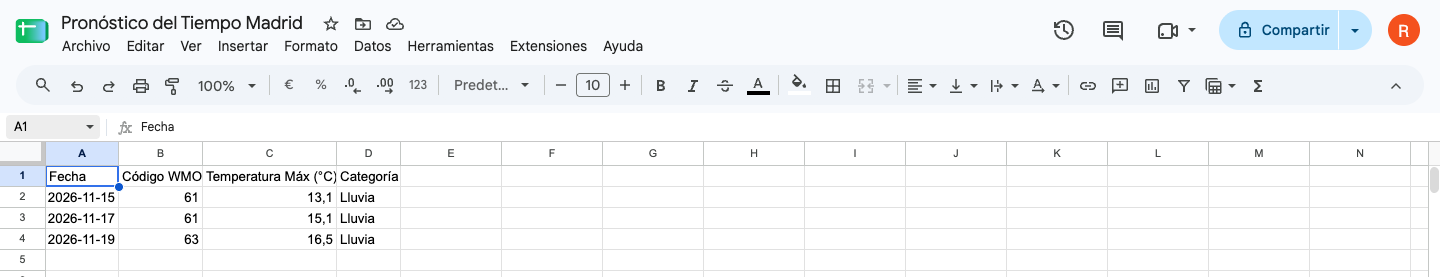 Pronóstico del Tiempo Madrid
Archivo Editar Ver Insertar Formato Datos Herramientas Extensiones Ayuda
Compartir
R
100% € % .0 .00 123 Predet... 10 B I S A A Σ
A1 fx Fecha
A B C D E F G H I J K L M N
1 Fecha Código WMO Temperatura Máx (°C) Categoría
2 2026-11-15 61 13,1 Lluvia
3 2026-11-17 61 15,1 Lluvia
4 2026-11-19 63 16,5 Lluvia
5